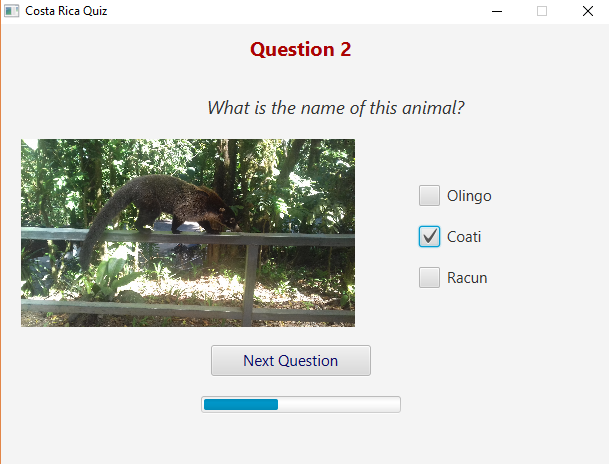 Costa Rica Quiz
Question 2
What is the name of this animal?
Olingo
Coati
Racun
Next Question